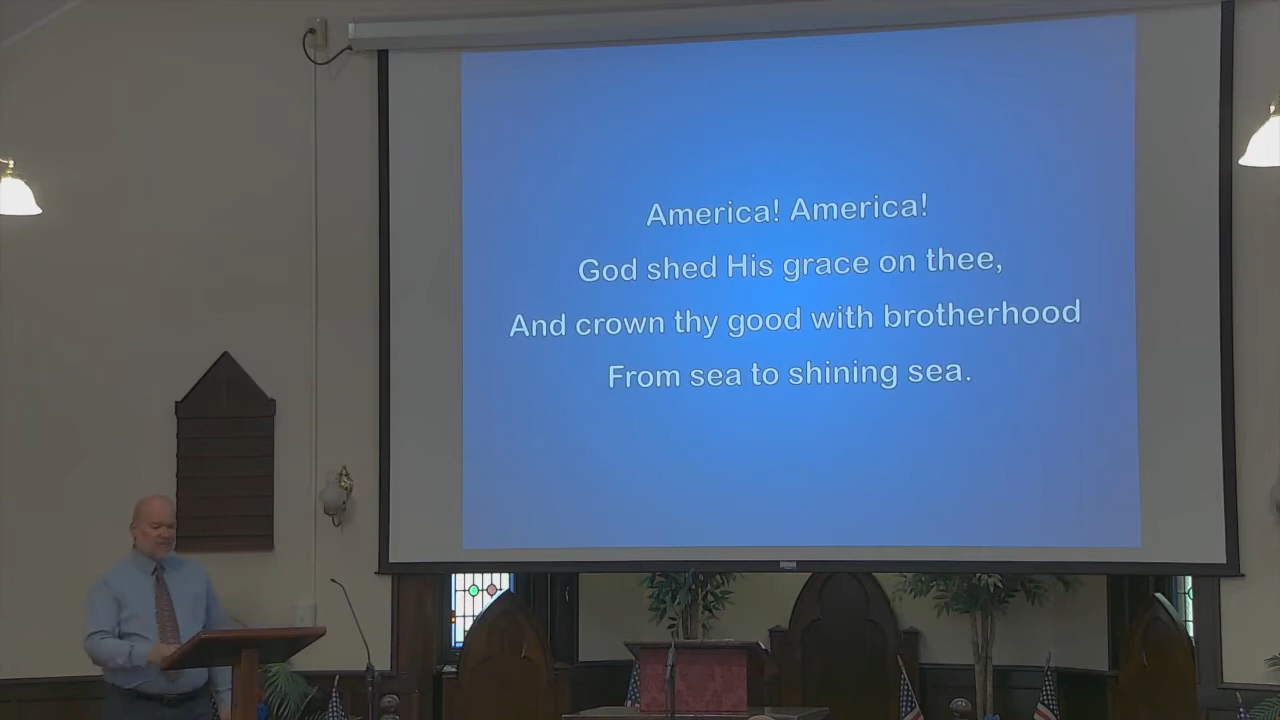 America! America!
God shed His grace on thee,
And crown thy good with brotherhood
From sea to shining sea.